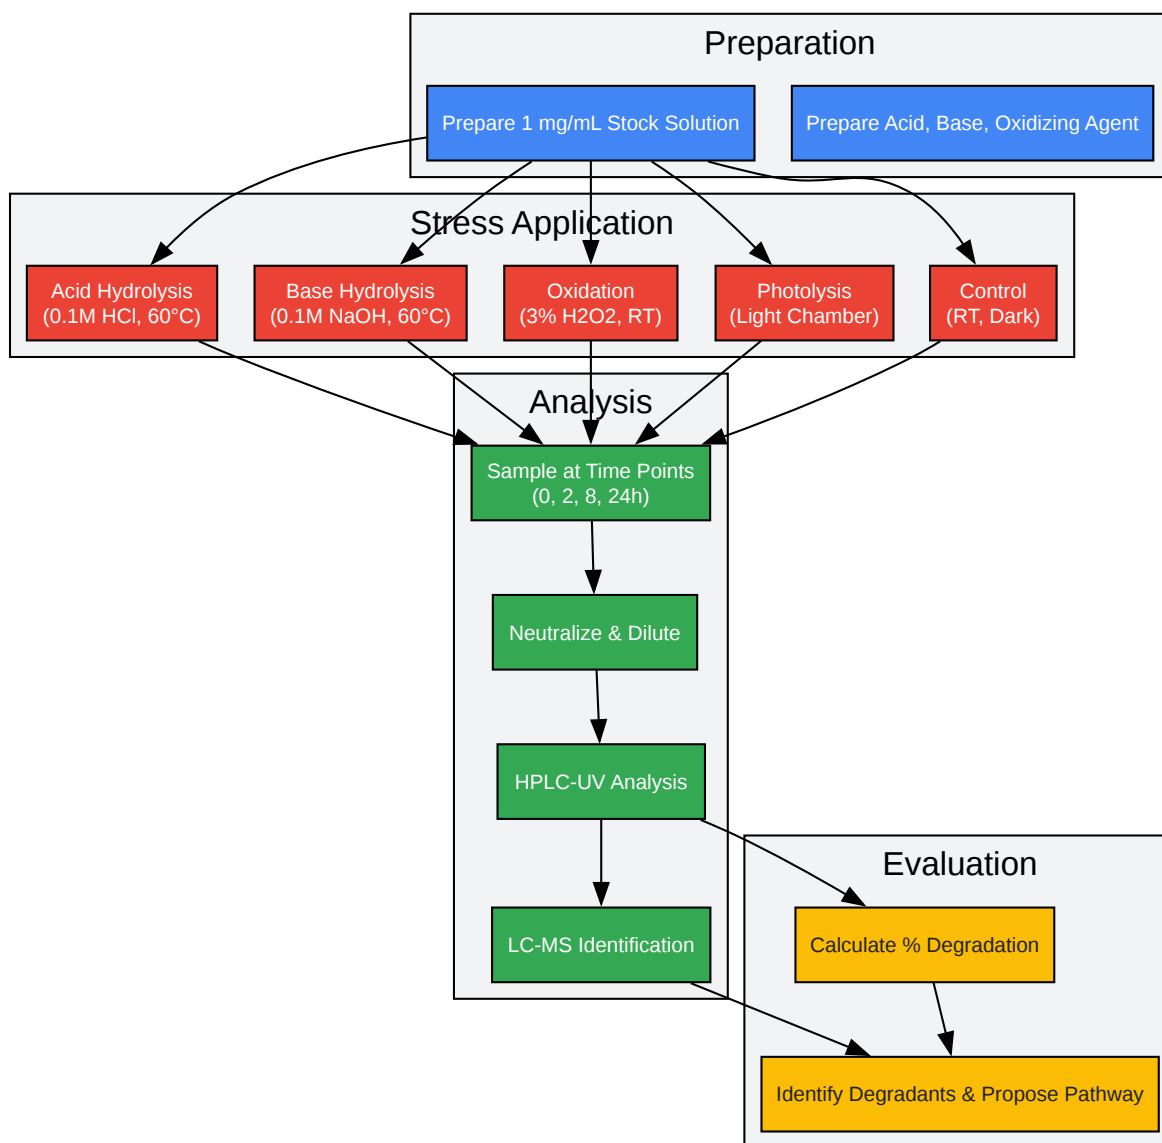 Preparation
Prepare 1 mg/mL Stock Solution
Prepare Acid, Base, Oxidizing Agent
Stress Application
Acid Hydrolysis
(0.1M HCl, 60°C)
Base Hydrolysis
(0.1M NaOH, 60°C)
Oxidation
(3% H2O2, RT)
Photolysis
(Light Chamber)
Control
(RT, Dark)
Analysis
Sample at Time Points
(0, 2, 8, 24h)
Neutralize & Dilute
HPLC-UV Analysis
LC-MS Identification
Evaluation
Calculate % Degradation
Identify Degradants & Propose Pathway